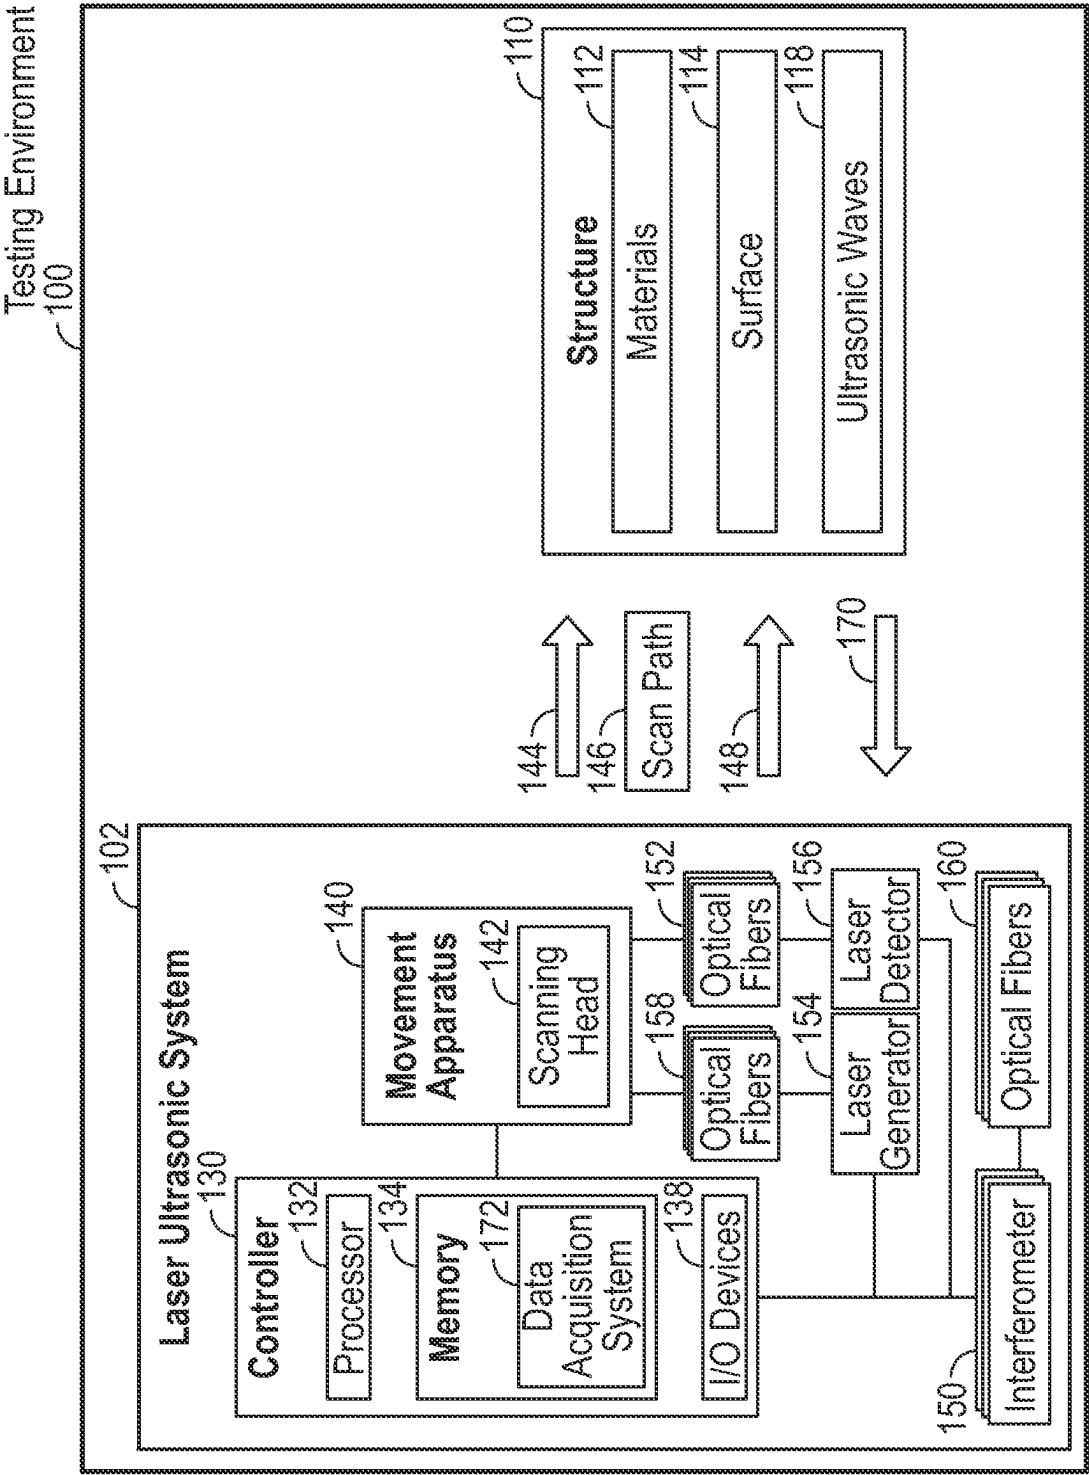 Testing Environment
100
102
Laser Ultrasonic System
130
Controller
132
Processor
134
Memory
172
Data
Acquisition
System
138
I/O Devices
140
Movement
Apparatus
142
Scanning
Head
158
Optical
Fibers
152
Optical
Fibers
154
Laser
Generator
156
Laser
Detector
150
Interferometer
160
Optical Fibers
144
146
Scan Path
148
170
110
Structure
112
Materials
114
Surface
118
Ultrasonic Waves